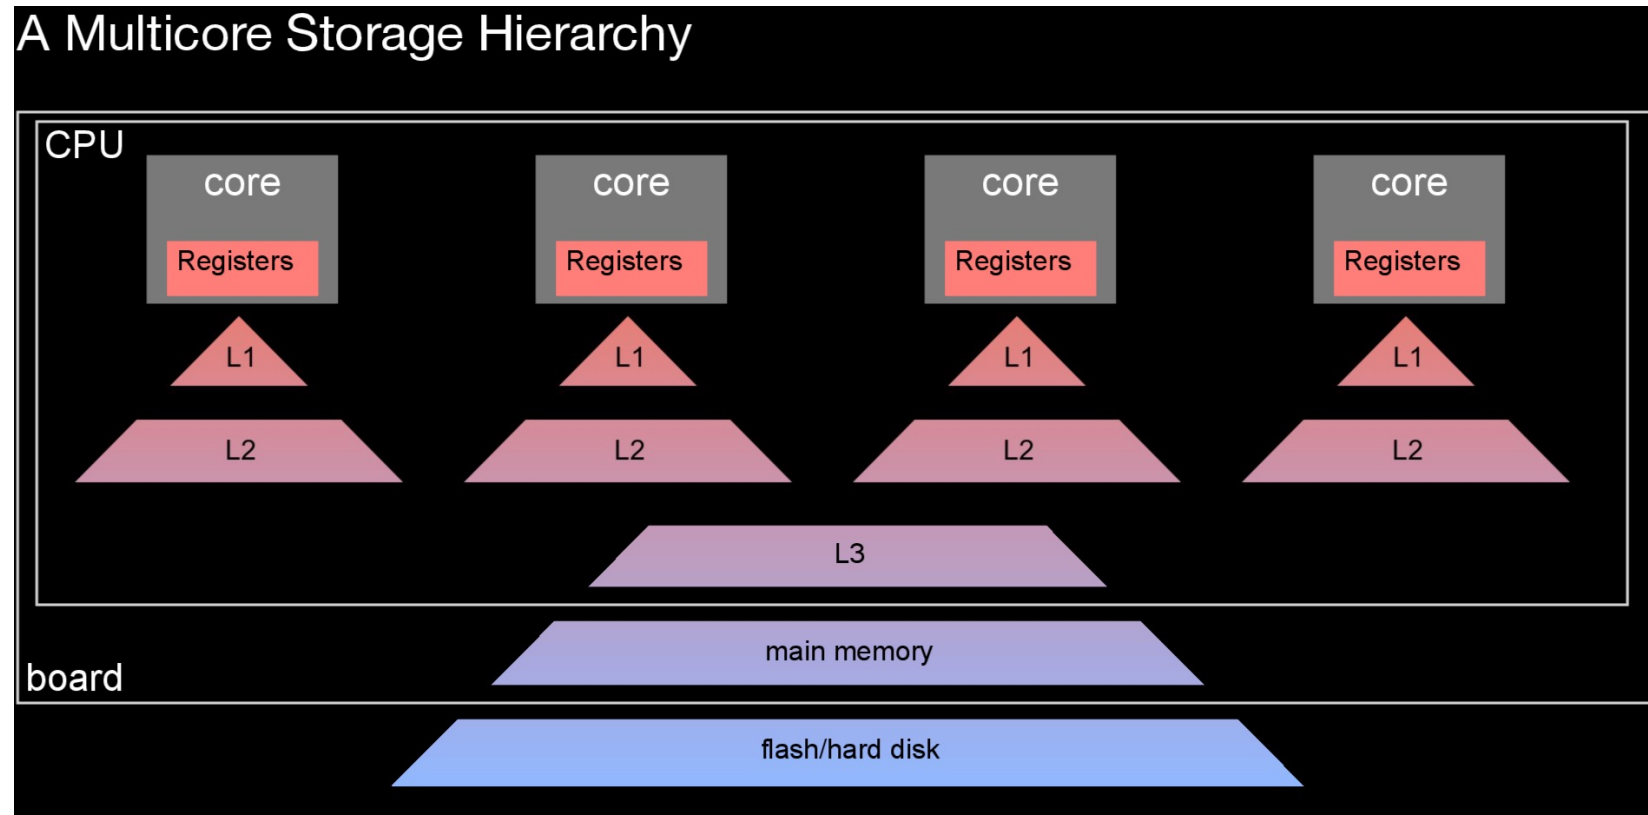 A Multicore Storage Hierarchy
CPU
core core core core
Registers Registers Registers Registers
L1 L1 L1 L1
L2 L2 L2 L2
L3
main memory
board
flash/hard disk